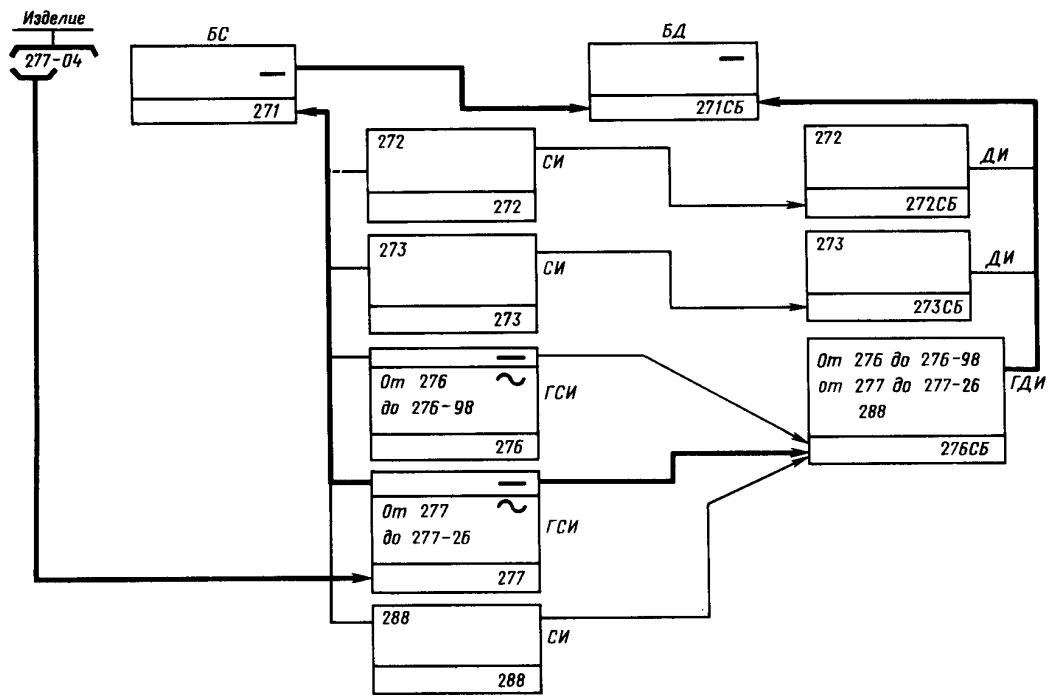 Изделие
277-04
БС
271
БД
271СБ
272
272
СИ
272
272СБ
ДИ
273
273
СИ
273
273СБ
ДИ
От 276
до 276-98
276
ГСИ
От 276 до 276-98
от 277 до 277-26
288
276СБ
ГДИ
От 277
до 277-26
277
ГСИ
288
288
СИ